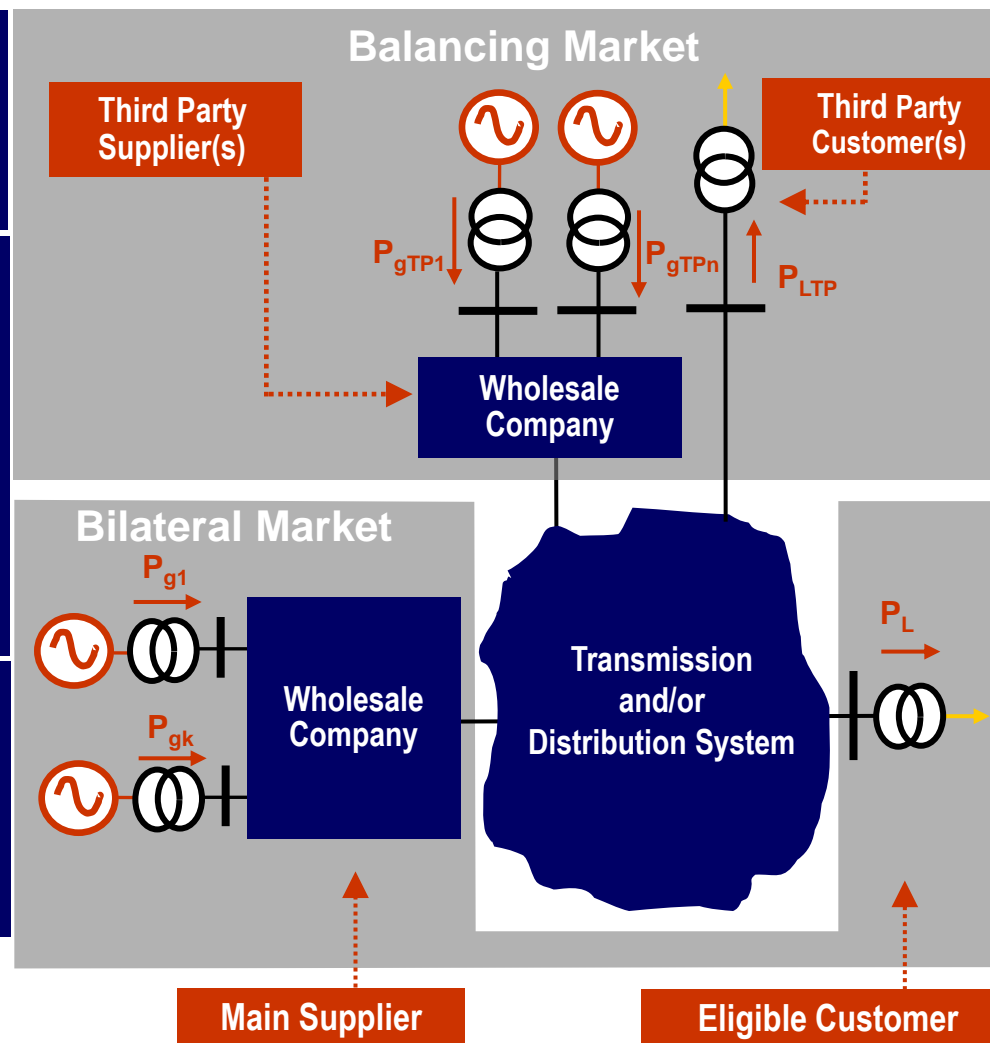 Balancing Market
Third Party
Supplier(s)
Third Party
Customer(s)
PgTP1
PgTPn
PLTP
Wholesale
Company
Bilateral Market
Pg1
Pgk
Wholesale
Company
Transmission
and/or
Distribution System
PL
Main Supplier
Eligible Customer